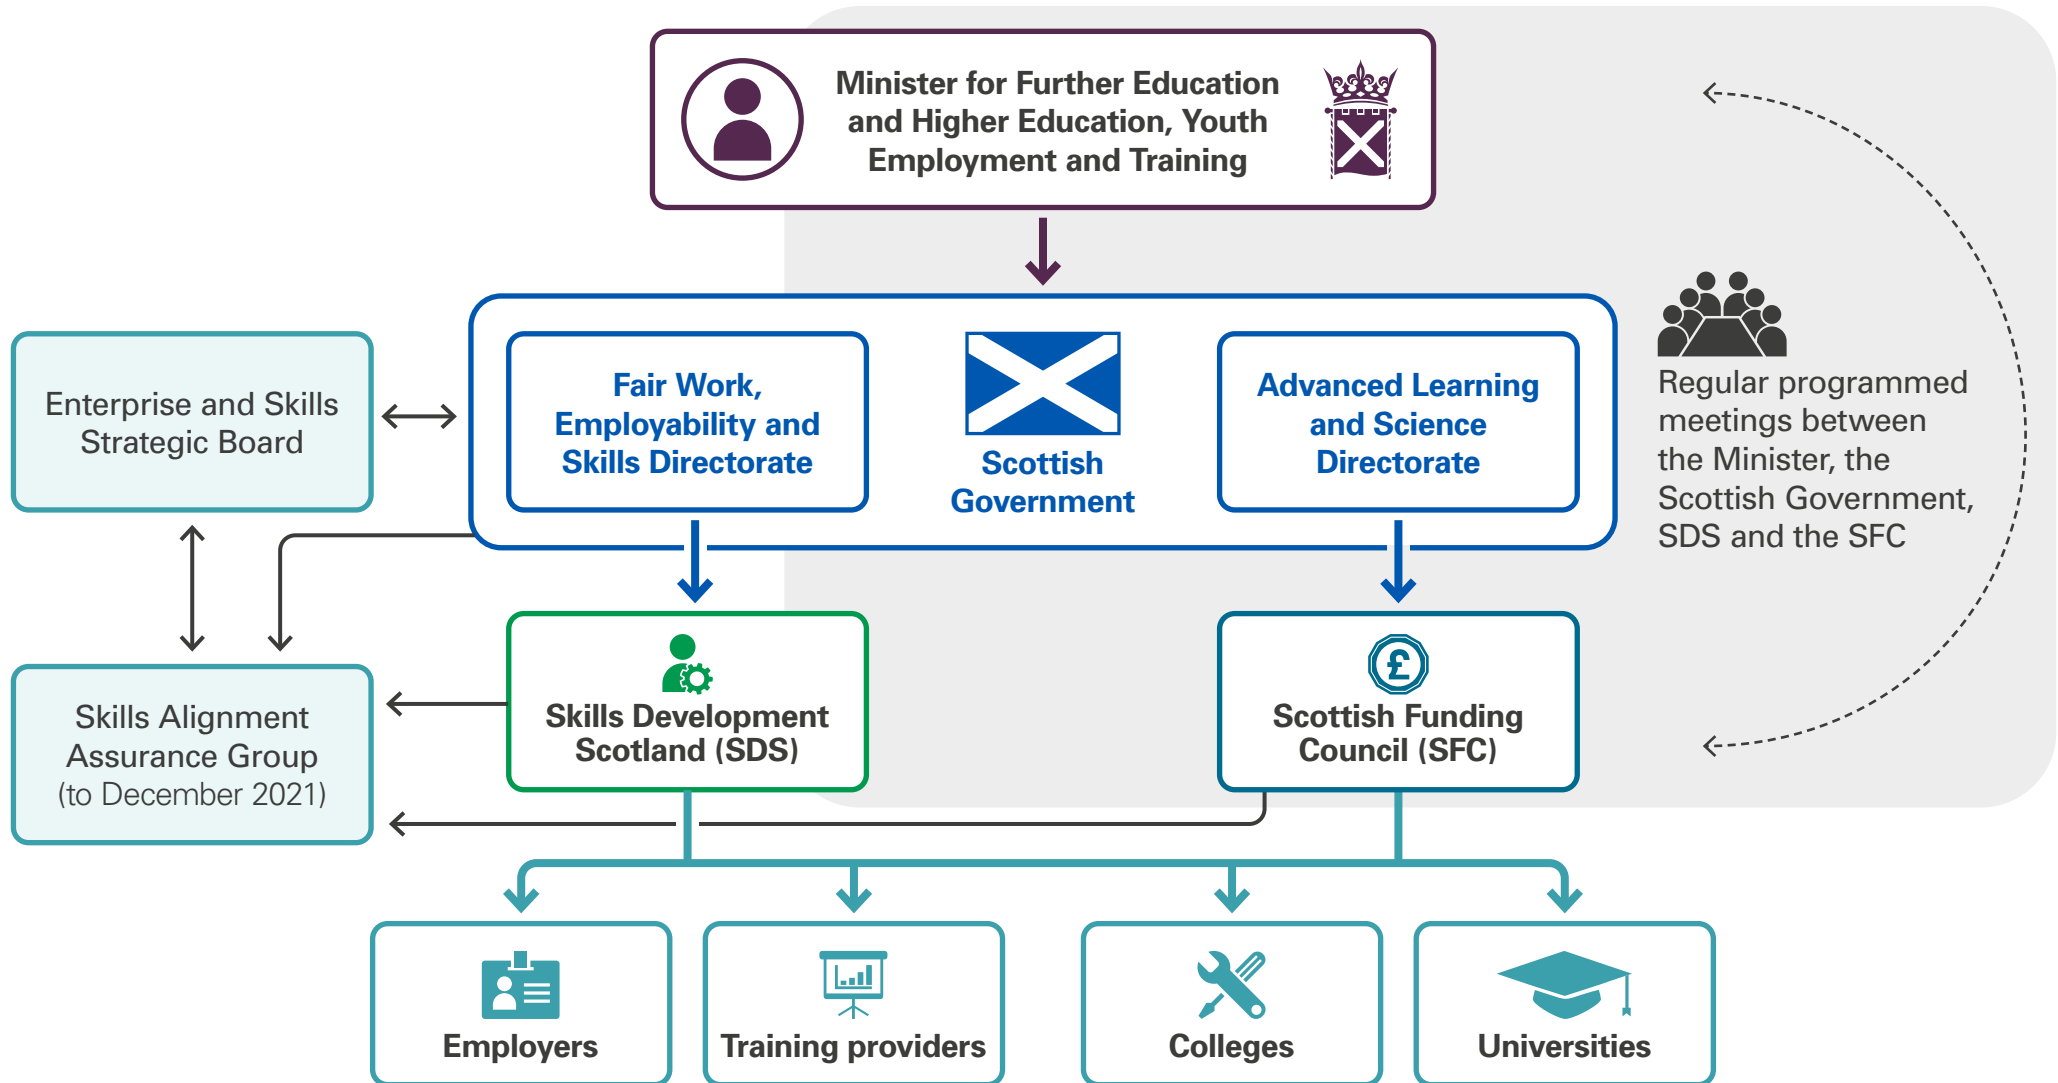 Minister for Further Education
and Higher Education, Youth
Employment and Training
Enterprise and Skills
Strategic Board
Fair Work,
Employability and
Skills Directorate
Scottish
Government
Advanced Learning
and Science
Directorate
Regular programmed
meetings between
the Minister, the
Scottish Government,
SDS and the SFC
Skills Alignment
Assurance Group
(to December 2021)
Skills Development
Scotland (SDS)
£
Scottish Funding
Council (SFC)
Employers
Training providers
Colleges
Universities